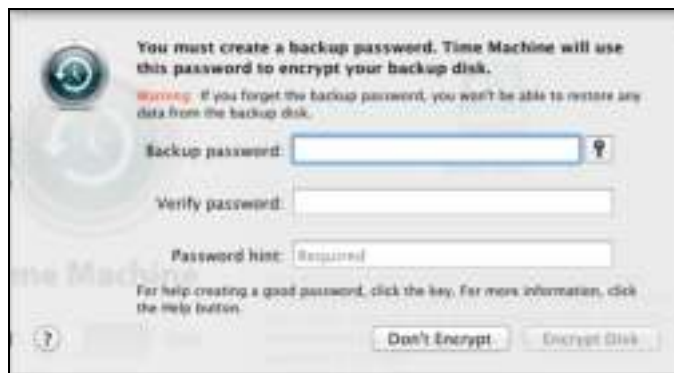 You must create a backup password. Time Machine will use
this password to encrypt your backup disk.
Warning: If you forget the backup password, you won't be able to restore any
data from the backup disk.
Backup password:
Verify password:
Password hint: Required
me Machine
For help creating a good password, click the key. For more information, click
the Help button.
? Don't Encrypt Encrypt Disk